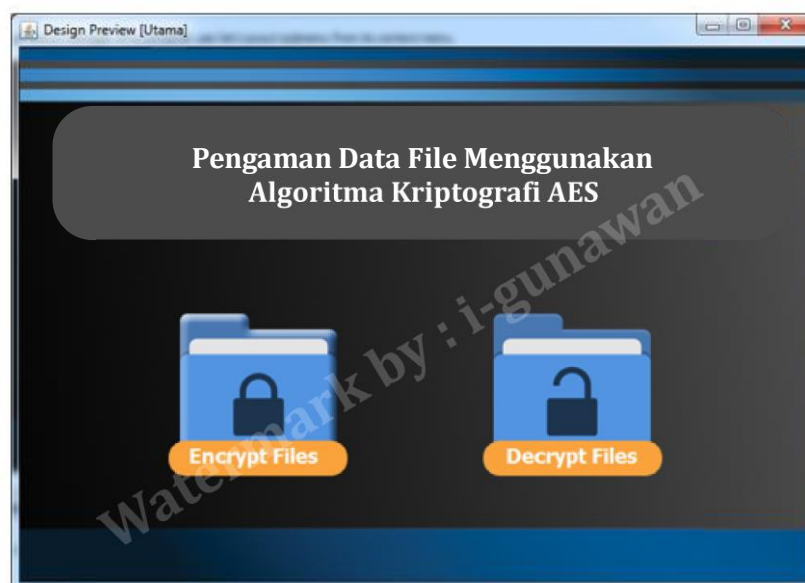 Design Preview [Utama]
Pengaman Data File Menggunakan
Algoritma Kriptografi AES
Encrypt Files
Decrypt Files
Watermark by : i-gunawan